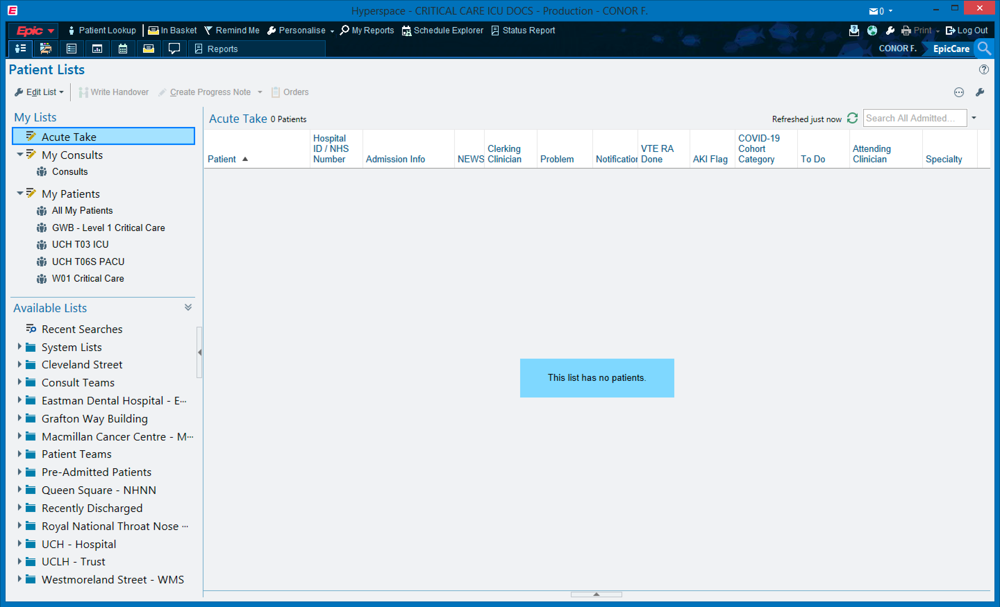 E
Hyperspace - CRITICAL CARE ICU DOCS - Production - CONOR F.
0
Epic Patient Lookup In Basket Remind Me Personalise My Reports Schedule Explorer Status Report Print Log Out
Reports CONOR F. EpicCare
Patient Lists
Edit List Write Handover Create Progress Note Orders
My Lists
Acute Take
My Consults
Consults
My Patients
All My Patients
GWB - Level 1 Critical Care
UCH T03 ICU
UCH T06S PACU
W01 Critical Care
Available Lists
Recent Searches
System Lists
Cleveland Street
Consult Teams
Eastman Dental Hospital - E...
Grafton Way Building
Macmillan Cancer Centre - M...
Patient Teams
Pre-Admitted Patients
Queen Square - NHNN
Recently Discharged
Royal National Throat Nose ...
UCH - Hospital
UCLH - Trust
Westmoreland Street - WMS
Acute Take 0 Patients Refreshed just now Search All Admitted...
Patient
Hospital
ID / NHS
Number
Admission Info
NEWS
Clerking
Clinician
Problem
Notification
VTE RA
Done
AKI Flag
COVID-19
Cohort
Category
To Do
Attending
Clinician
Specialty
This list has no patients.